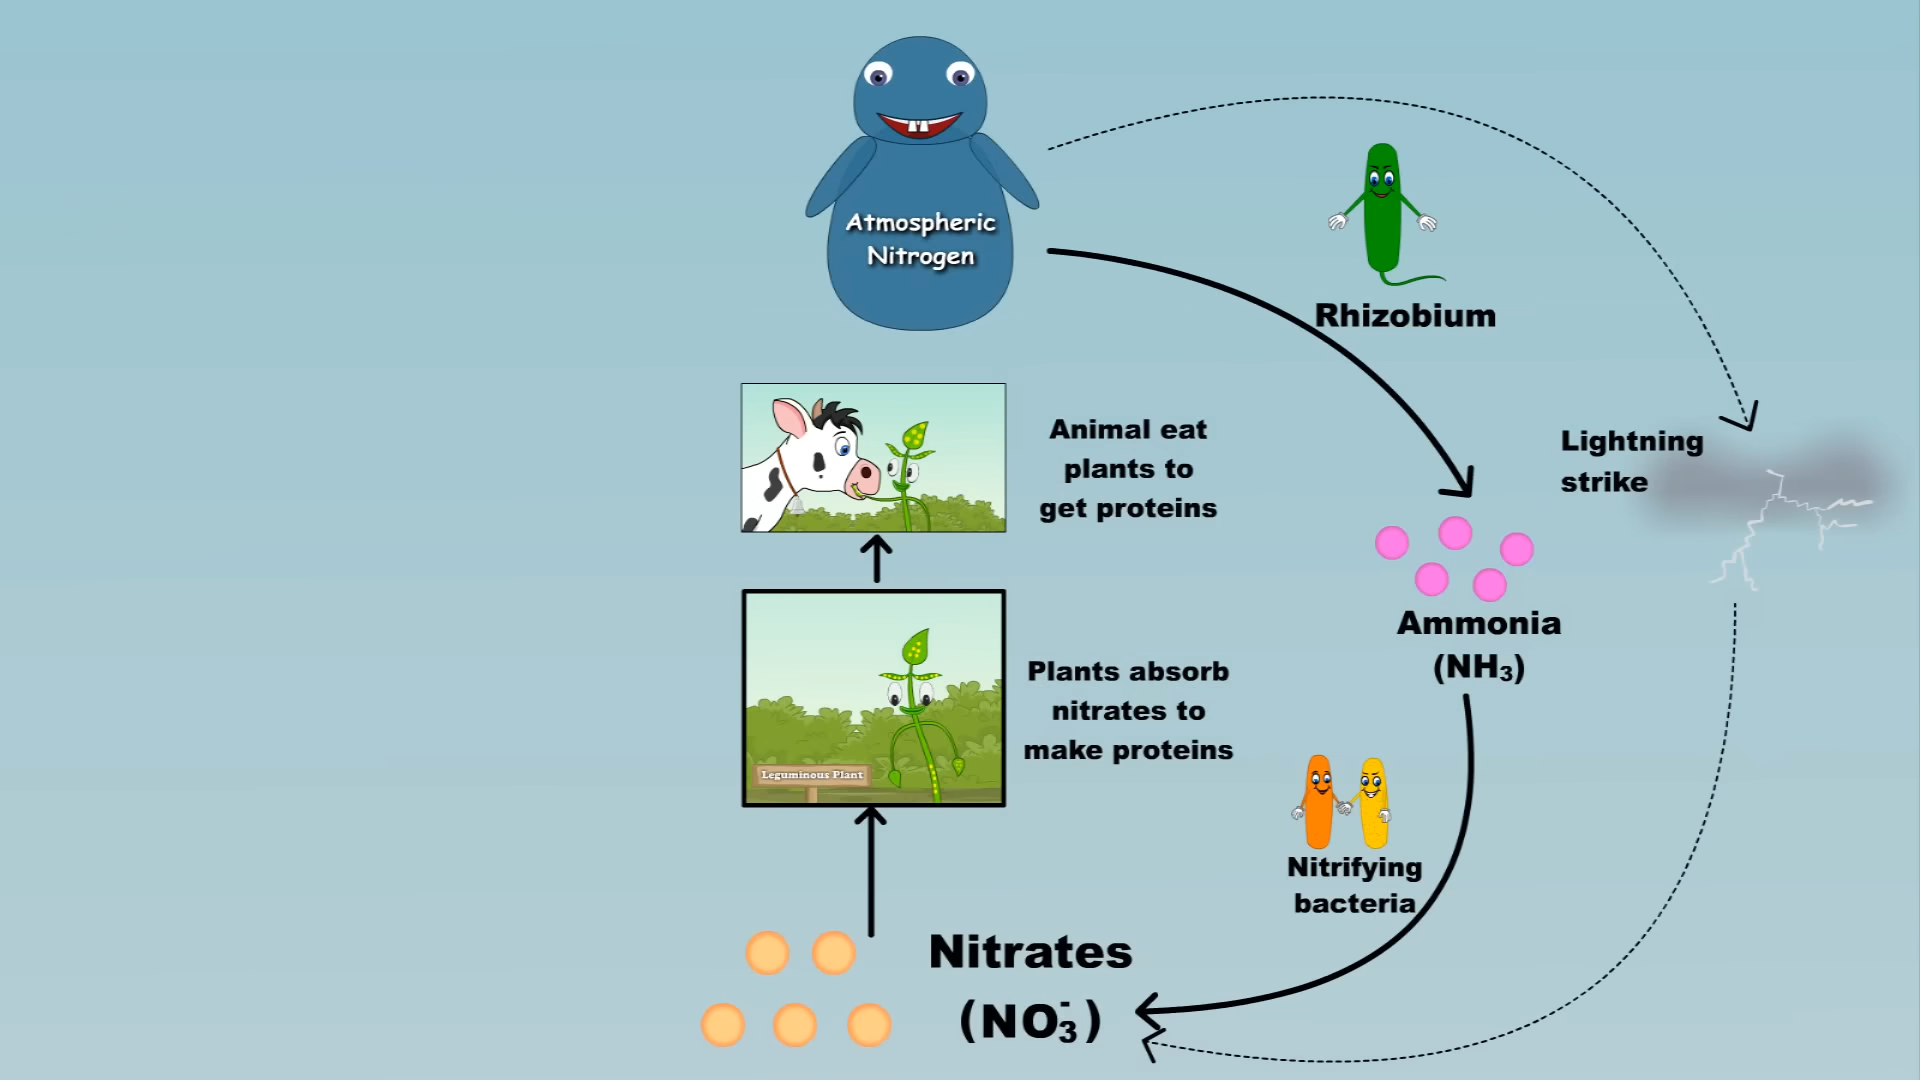 Atmospheric
Nitrogen
Rhizobium
Animal eat
plants to
get proteins
Lightning
strike
Ammonia
(NH₃)
Plants absorb
nitrates to
make proteins
Leguminous Plant
Nitrifying
bacteria
Nitrates
(NO₃⁻)